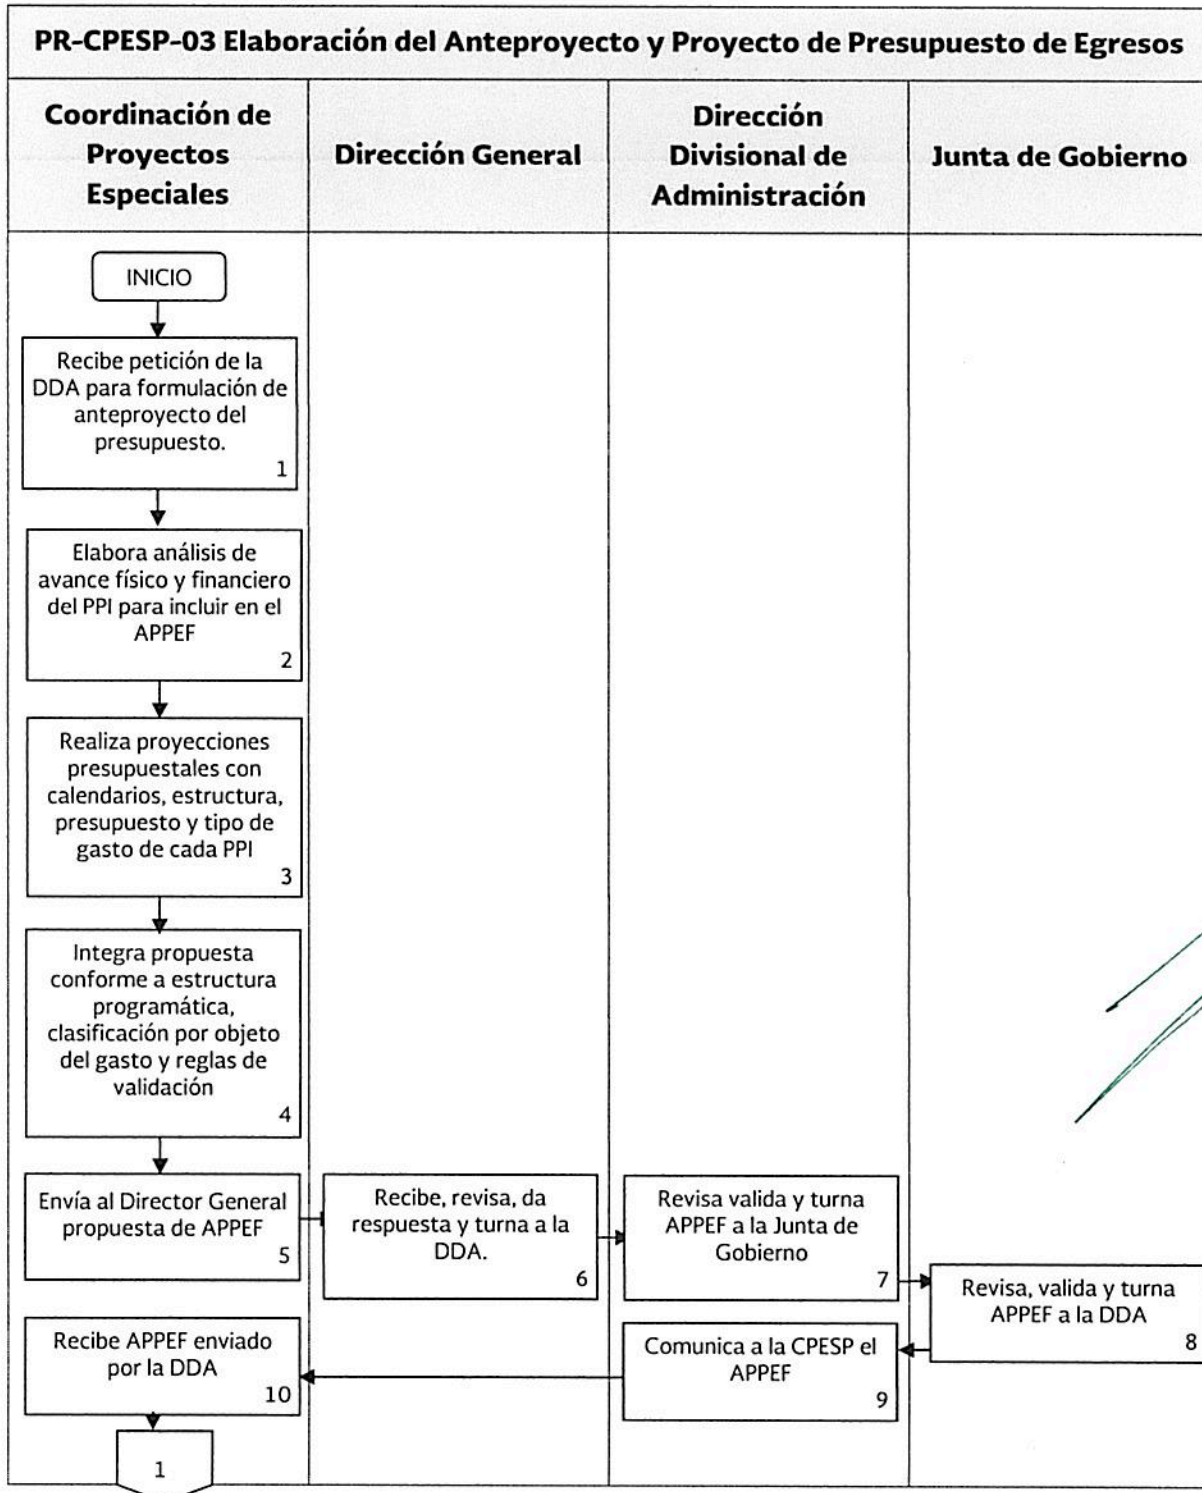 PR-CPESP-03 Elaboración del Anteproyecto y Proyecto de Presupuesto de Egresos
Coordinación de
Proyectos
Especiales
Dirección General
Dirección
Divisional de
Administración
Junta de Gobierno
INICIO
Recibe petición de la
DDA para formulación de
anteproyecto del
presupuesto.
1
Elabora análisis de
avance físico y financiero
del PPI para incluir en el
APPEF
2
Realiza proyecciones
presupuestales con
calendarios, estructura,
presupuesto y tipo de
gasto de cada PPI
3
Integra propuesta
conforme a estructura
programática,
clasificación por objeto
del gasto y reglas de
validación
4
Envía al Director General
propuesta de APPEF
5
Recibe, revisa, da
respuesta y turna a la
DDA.
6
Revisa valida y turna
APPEF a la Junta de
Gobierno
7
Revisa, valida y turna
APPEF a la DDA
8
Comunica a la CPESP el
APPEF
9
Recibe APPEF enviado
por la DDA
10
1